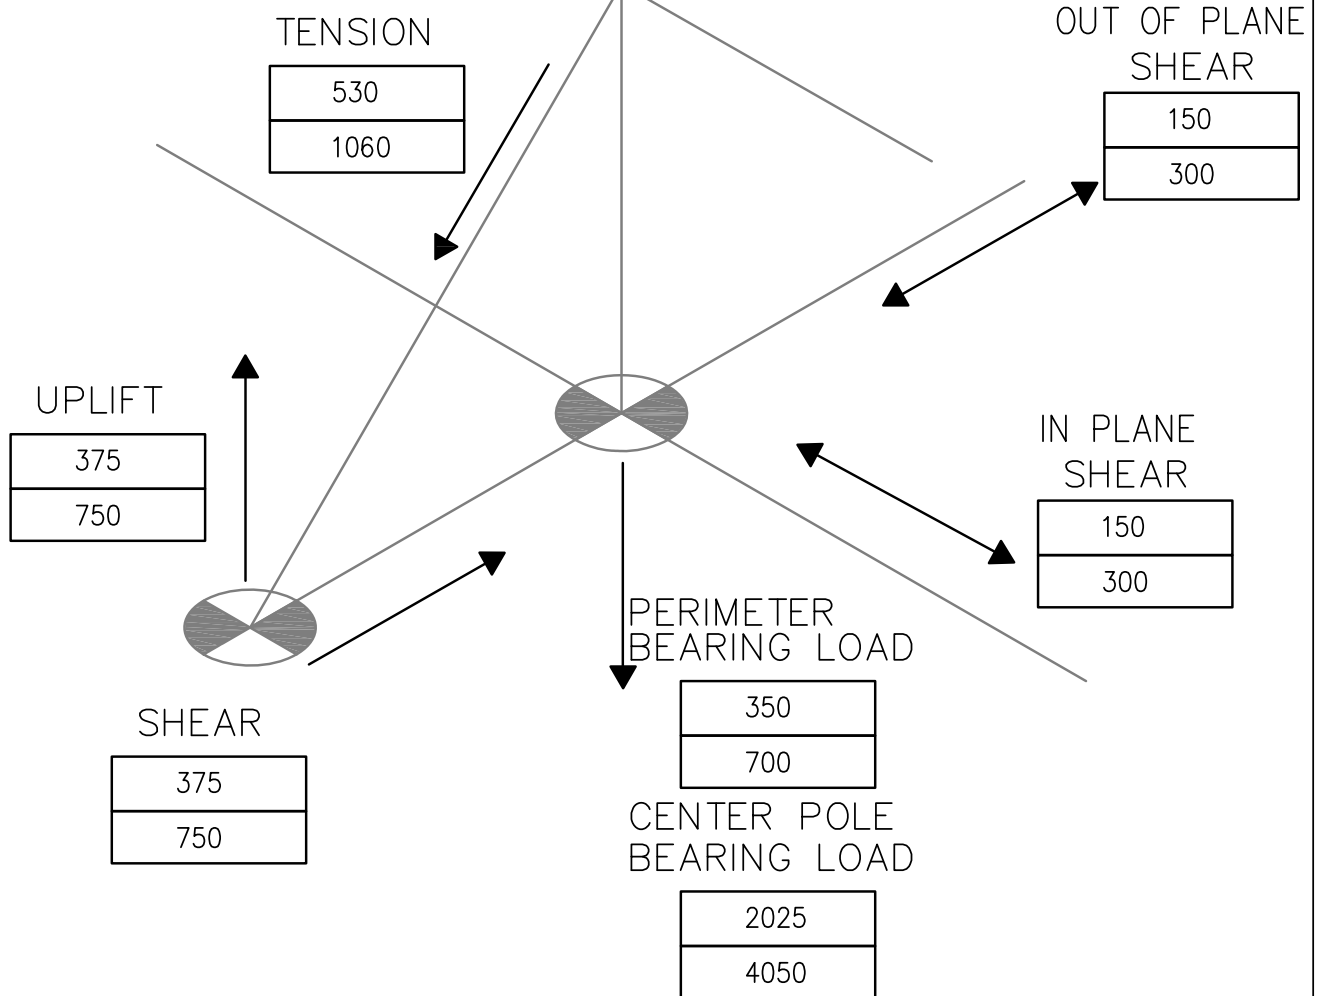 TENSION
530
1060
OUT OF PLANE
SHEAR
150
300
UPLIFT
375
750
IN PLANE
SHEAR
150
300
SHEAR
375
750
PERIMETER
BEARING LOAD
350
700
CENTER POLE
BEARING LOAD
2025
4050